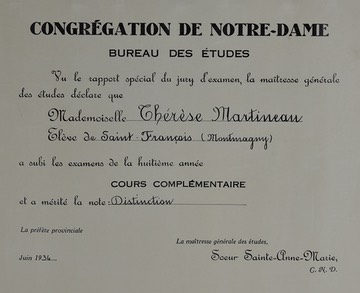 CONGRÉGATION DE NOTRE-DAME
BUREAU DES ÉTUDES
Vu le rapport spécial du jury d'examen, la maîtresse générale
des études déclare que
Mademoiselle Thérèse Martineau
Élève de Saint-François (Montmagny)
a subi les examens de la huitième année
COURS COMPLÉMENTAIRE
et a mérité la note: Distinction
La préfète provinciale
La maîtresse générale des études,
Juin 1934
Soeur Sainte-Anne-Marie,
C. N. D.